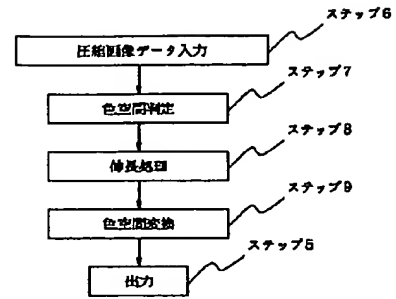 ステップ6
圧縮画像データ入力
ステップ7
色空間判定
ステップ8
伸長処理
ステップ9
色空間変換
ステップ5
出力